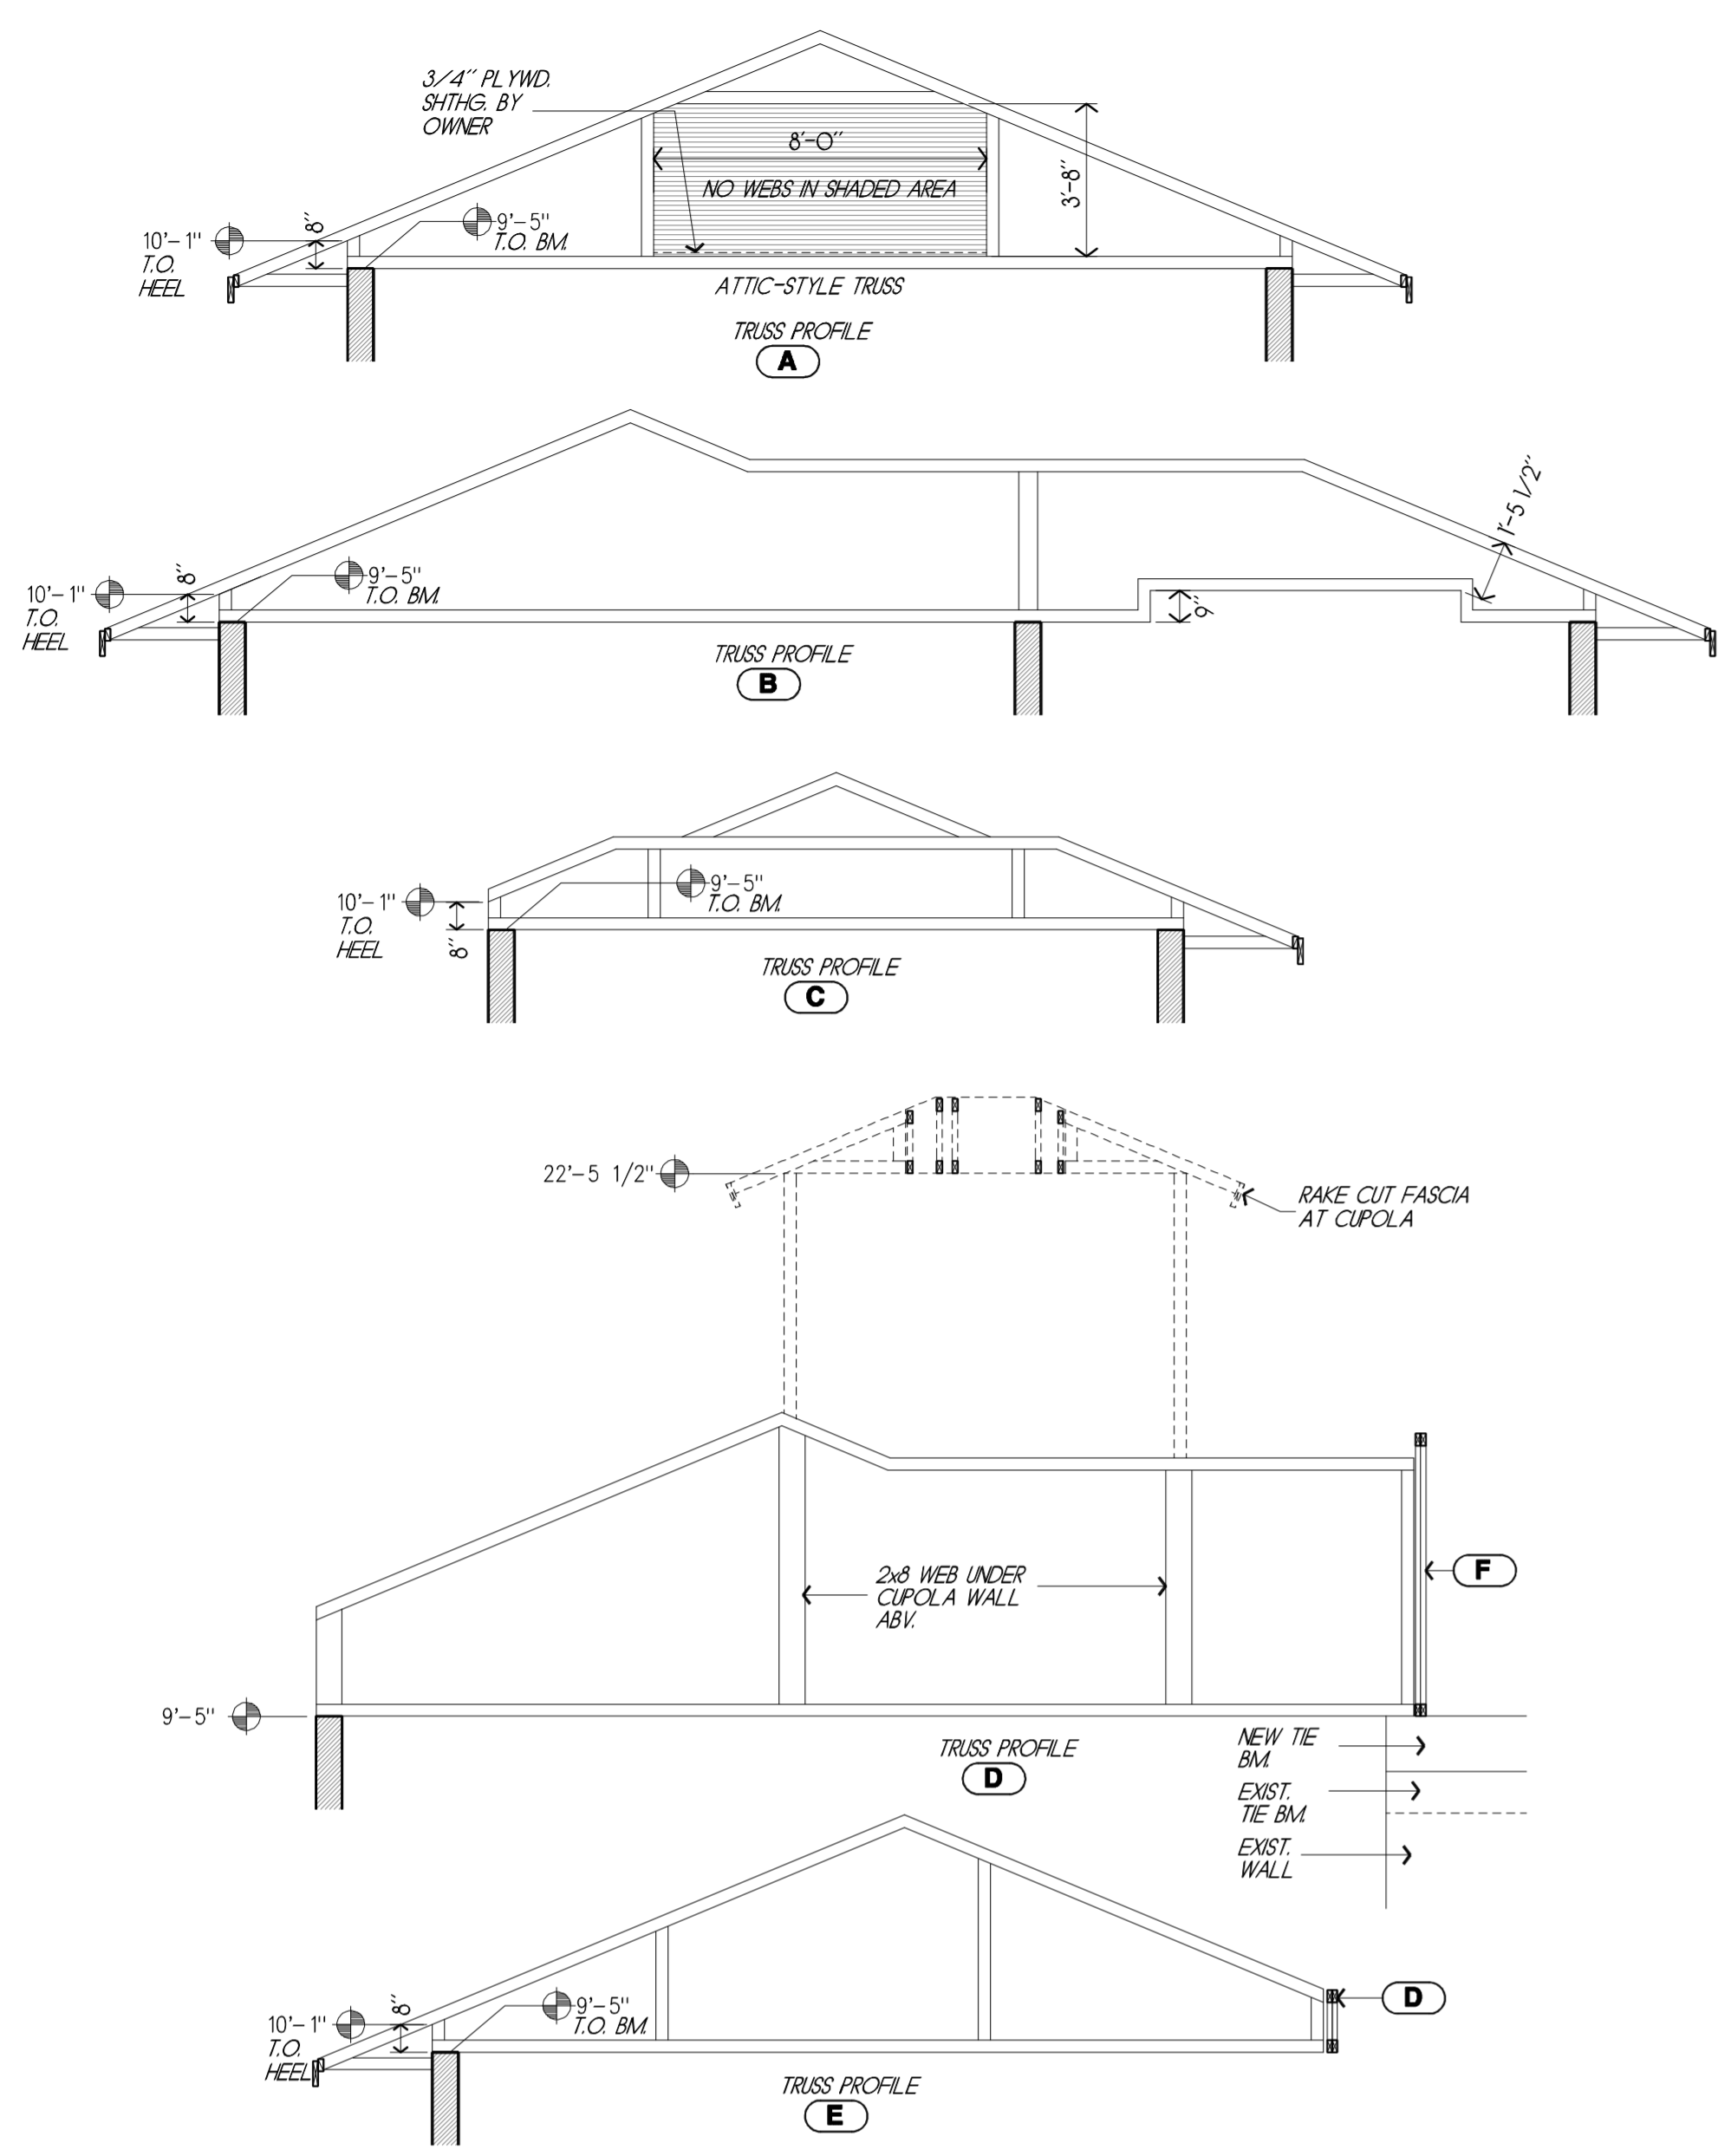 3/4" PLYWD.
SHTHG. BY
OWNER
8'-0"
3'-8"
NO WEBS IN SHADED AREA
8"
9'-5"
T.O. BM.
10'-1"
T.O.
HEEL
ATTIC-STYLE TRUSS
TRUSS PROFILE
A
1'-5 1/2"
8"
9'-5"
T.O. BM.
10'-1"
T.O.
HEEL
9"
TRUSS PROFILE
B
9'-5"
T.O. BM.
10'-1"
T.O.
HEEL
8"
TRUSS PROFILE
C
22'-5 1/2"
RAKE CUT FASCIA
AT CUPOLA
2x8 WEB UNDER
CUPOLA WALL
ABV.
F
9'-5"
TRUSS PROFILE
D
NEW TIE
BM.
EXIST.
TIE BM.
EXIST.
WALL
8"
9'-5"
T.O. BM.
10'-1"
T.O.
HEEL
D
TRUSS PROFILE
E